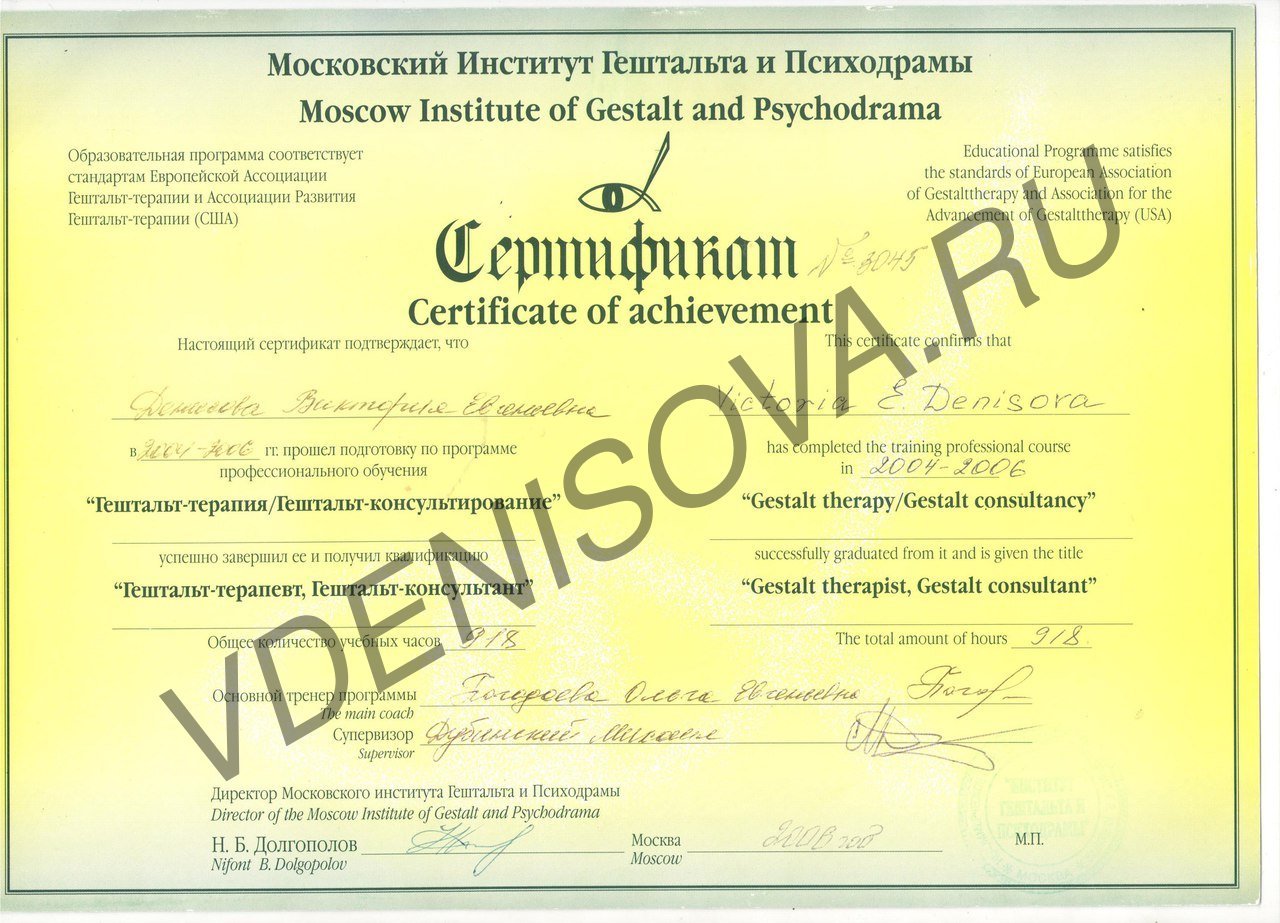 Московский Институт Гештальта и Психодрамы
Moscow Institute of Gestalt and Psychodrama
Образовательная программа соответствует
стандартам Европейской Ассоциации
Гештальт-терапии и Ассоциации Развития
Гештальт-терапии (США)
Educational Programme satisfies
the standards of European Association
of Gestalttherapy and Association for the
Advancement of Gestalttherapy (USA)
Сертификат № 3045
Certificate of achievement
Настоящий сертификат подтверждает, что
Денисова Виктория Евгеньевна
в 2004-2006 гг. прошел подготовку по программе
профессионального обучения
“Гештальт-терапия/Гештальт-консультирование”
успешно завершил ее и получил квалификацию
“Гештальт-терапевт, Гештальт-консультант”
Общее количество учебных часов 918
This certificate confirms that
Victoria E. Denisova
has completed the training professional course
in 2004-2006
“Gestalt therapy/Gestalt consultancy”
successfully graduated from it and is given the title
“Gestalt therapist, Gestalt consultant”
The total amount of hours 918
Основной тренер программы Ольга Евгеньевна
The main coach
Супервизор Дубинский Михаил
Supervisor
Директор Московского института Гештальта и Психодрамы
Director of the Moscow Institute of Gestalt and Psychodrama
Н. Б. Долгополов
Nifont B. Dolgopolov
Москва
Moscow
М.П.
VDENISOVA.RU